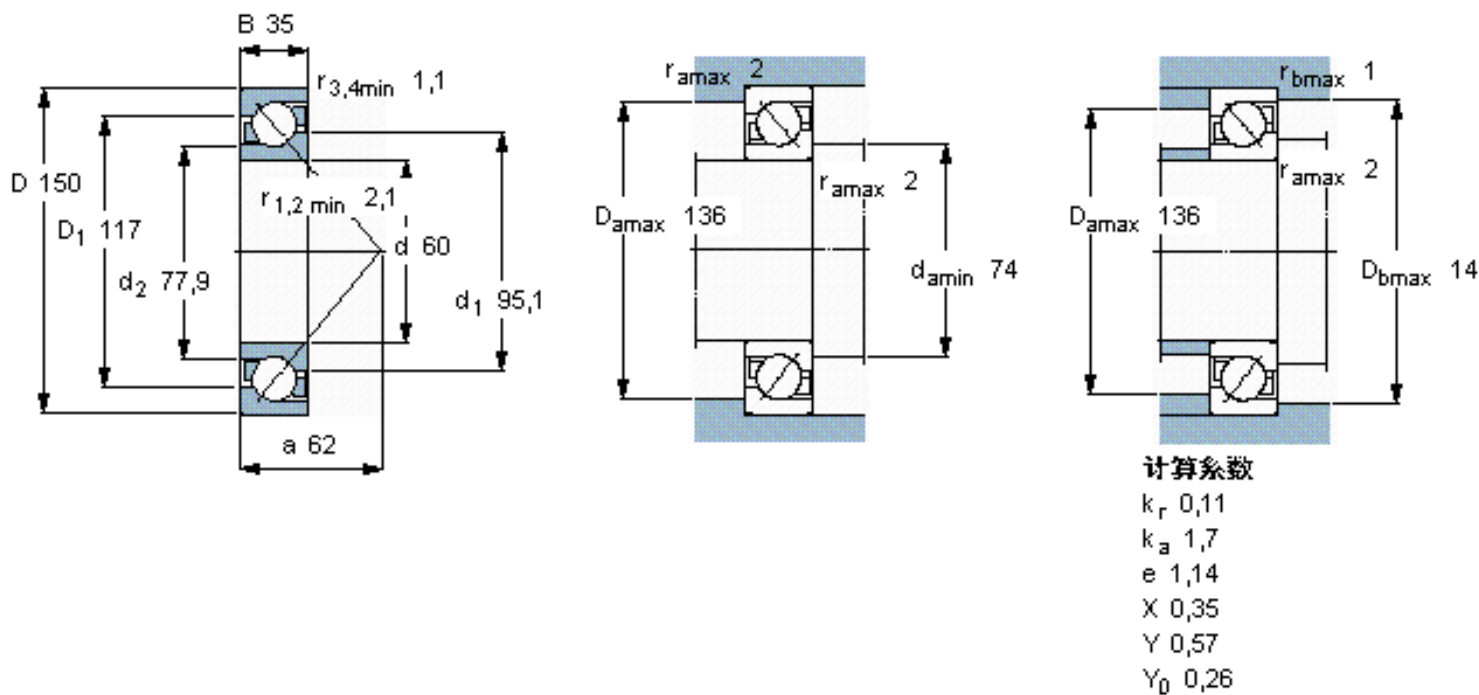 B 35
r3,4min 1,1
D 150
D1 117
d2 77,9
r1,2 min 2,1
d 60
d1 95,1
a 62
ramax 2
ramax 2
Damax 136
damin 74
rbmax 1
ramax 2
Damax 136
Dbmax 14
计算系数
kr 0,11
ka 1,7
e 1,14
X 0,35
Y 0,57
Y0 0,26